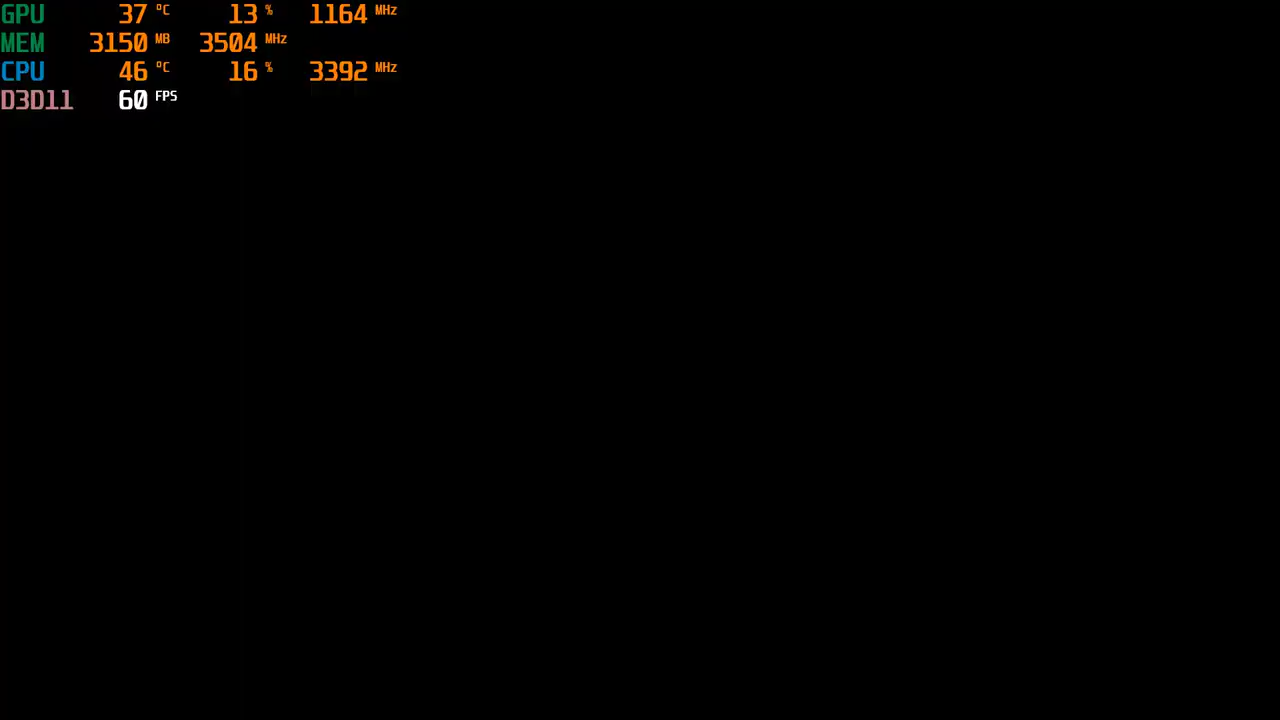 GPU 37 °C 13 % 1164 MHz
MEM 3150 MB 3504 MHz
CPU 46 °C 16 % 3392 MHz
D3D11 60 FPS